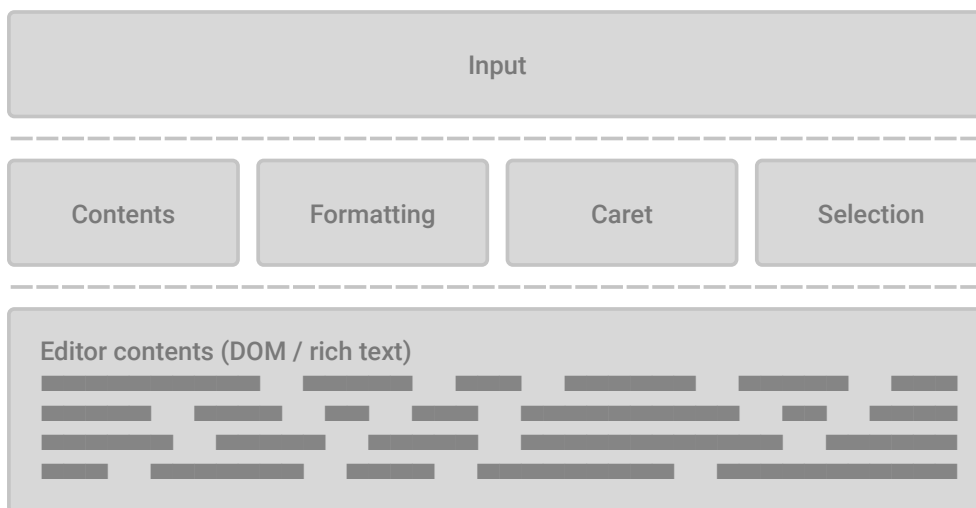 Input
Contents
Formatting
Caret
Selection
Editor contents (DOM / rich text)